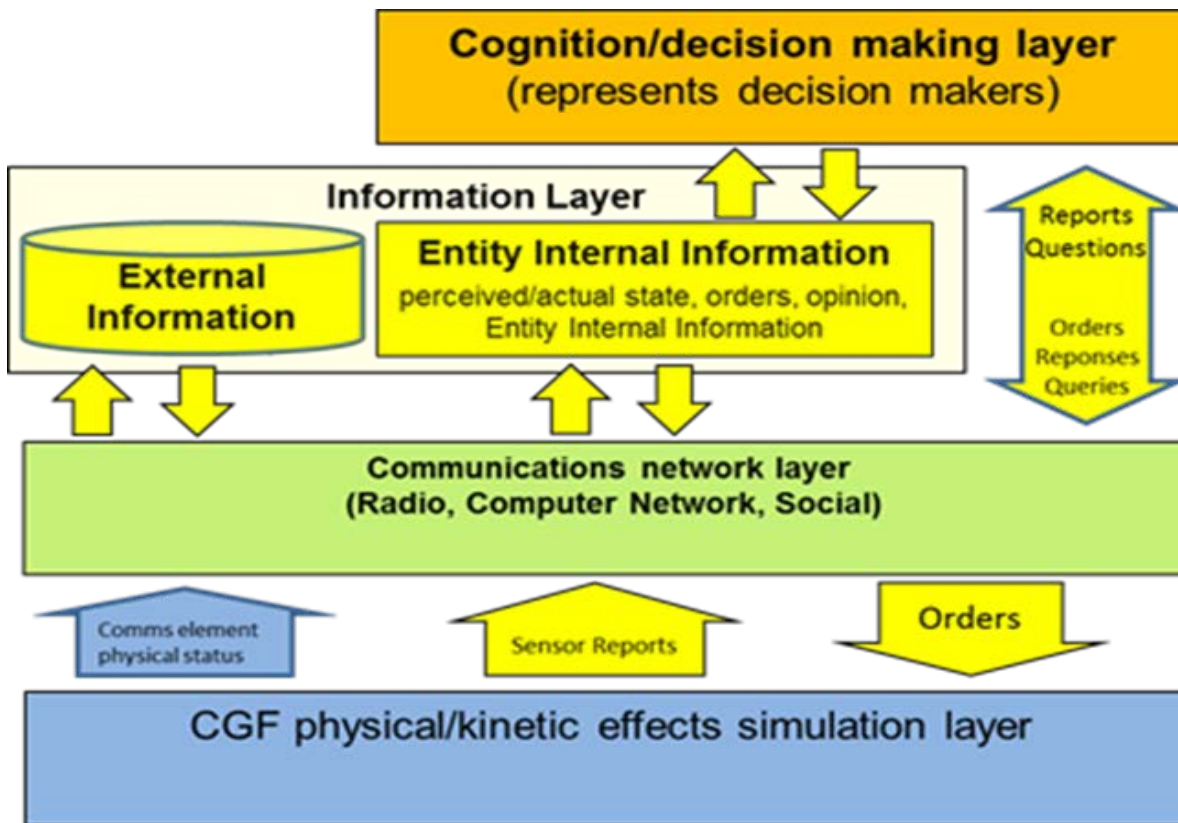 Cognition/decision making layer
(represents decision makers)
Information Layer
External
Information
Entity Internal Information
perceived/actual state, orders, opinion,
Entity Internal Information
Reports
Questions
Orders
Reponses
Queries
Communications network layer
(Radio, Computer Network, Social)
Comms element
physical status
Sensor Reports
Orders
CGF physical/kinetic effects simulation layer